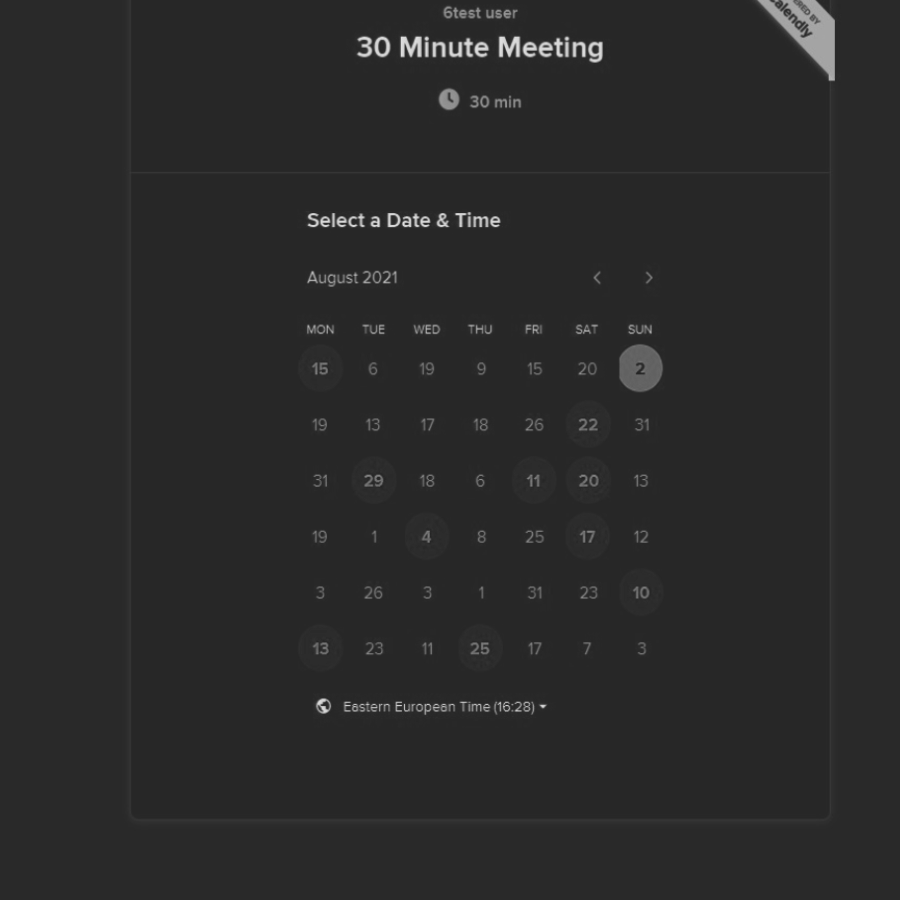 6test user
30 Minute Meeting
30 min
Calendly
Select a Date & Time
August 2021
MON TUE WED THU FRI SAT SUN
15 6 19 9 15 20 2
19 13 17 18 26 22 31
31 29 18 6 11 20 13
19 1 4 8 25 17 12
3 26 3 1 31 23 10
13 23 11 25 17 7 3
Eastern European Time (16:28)